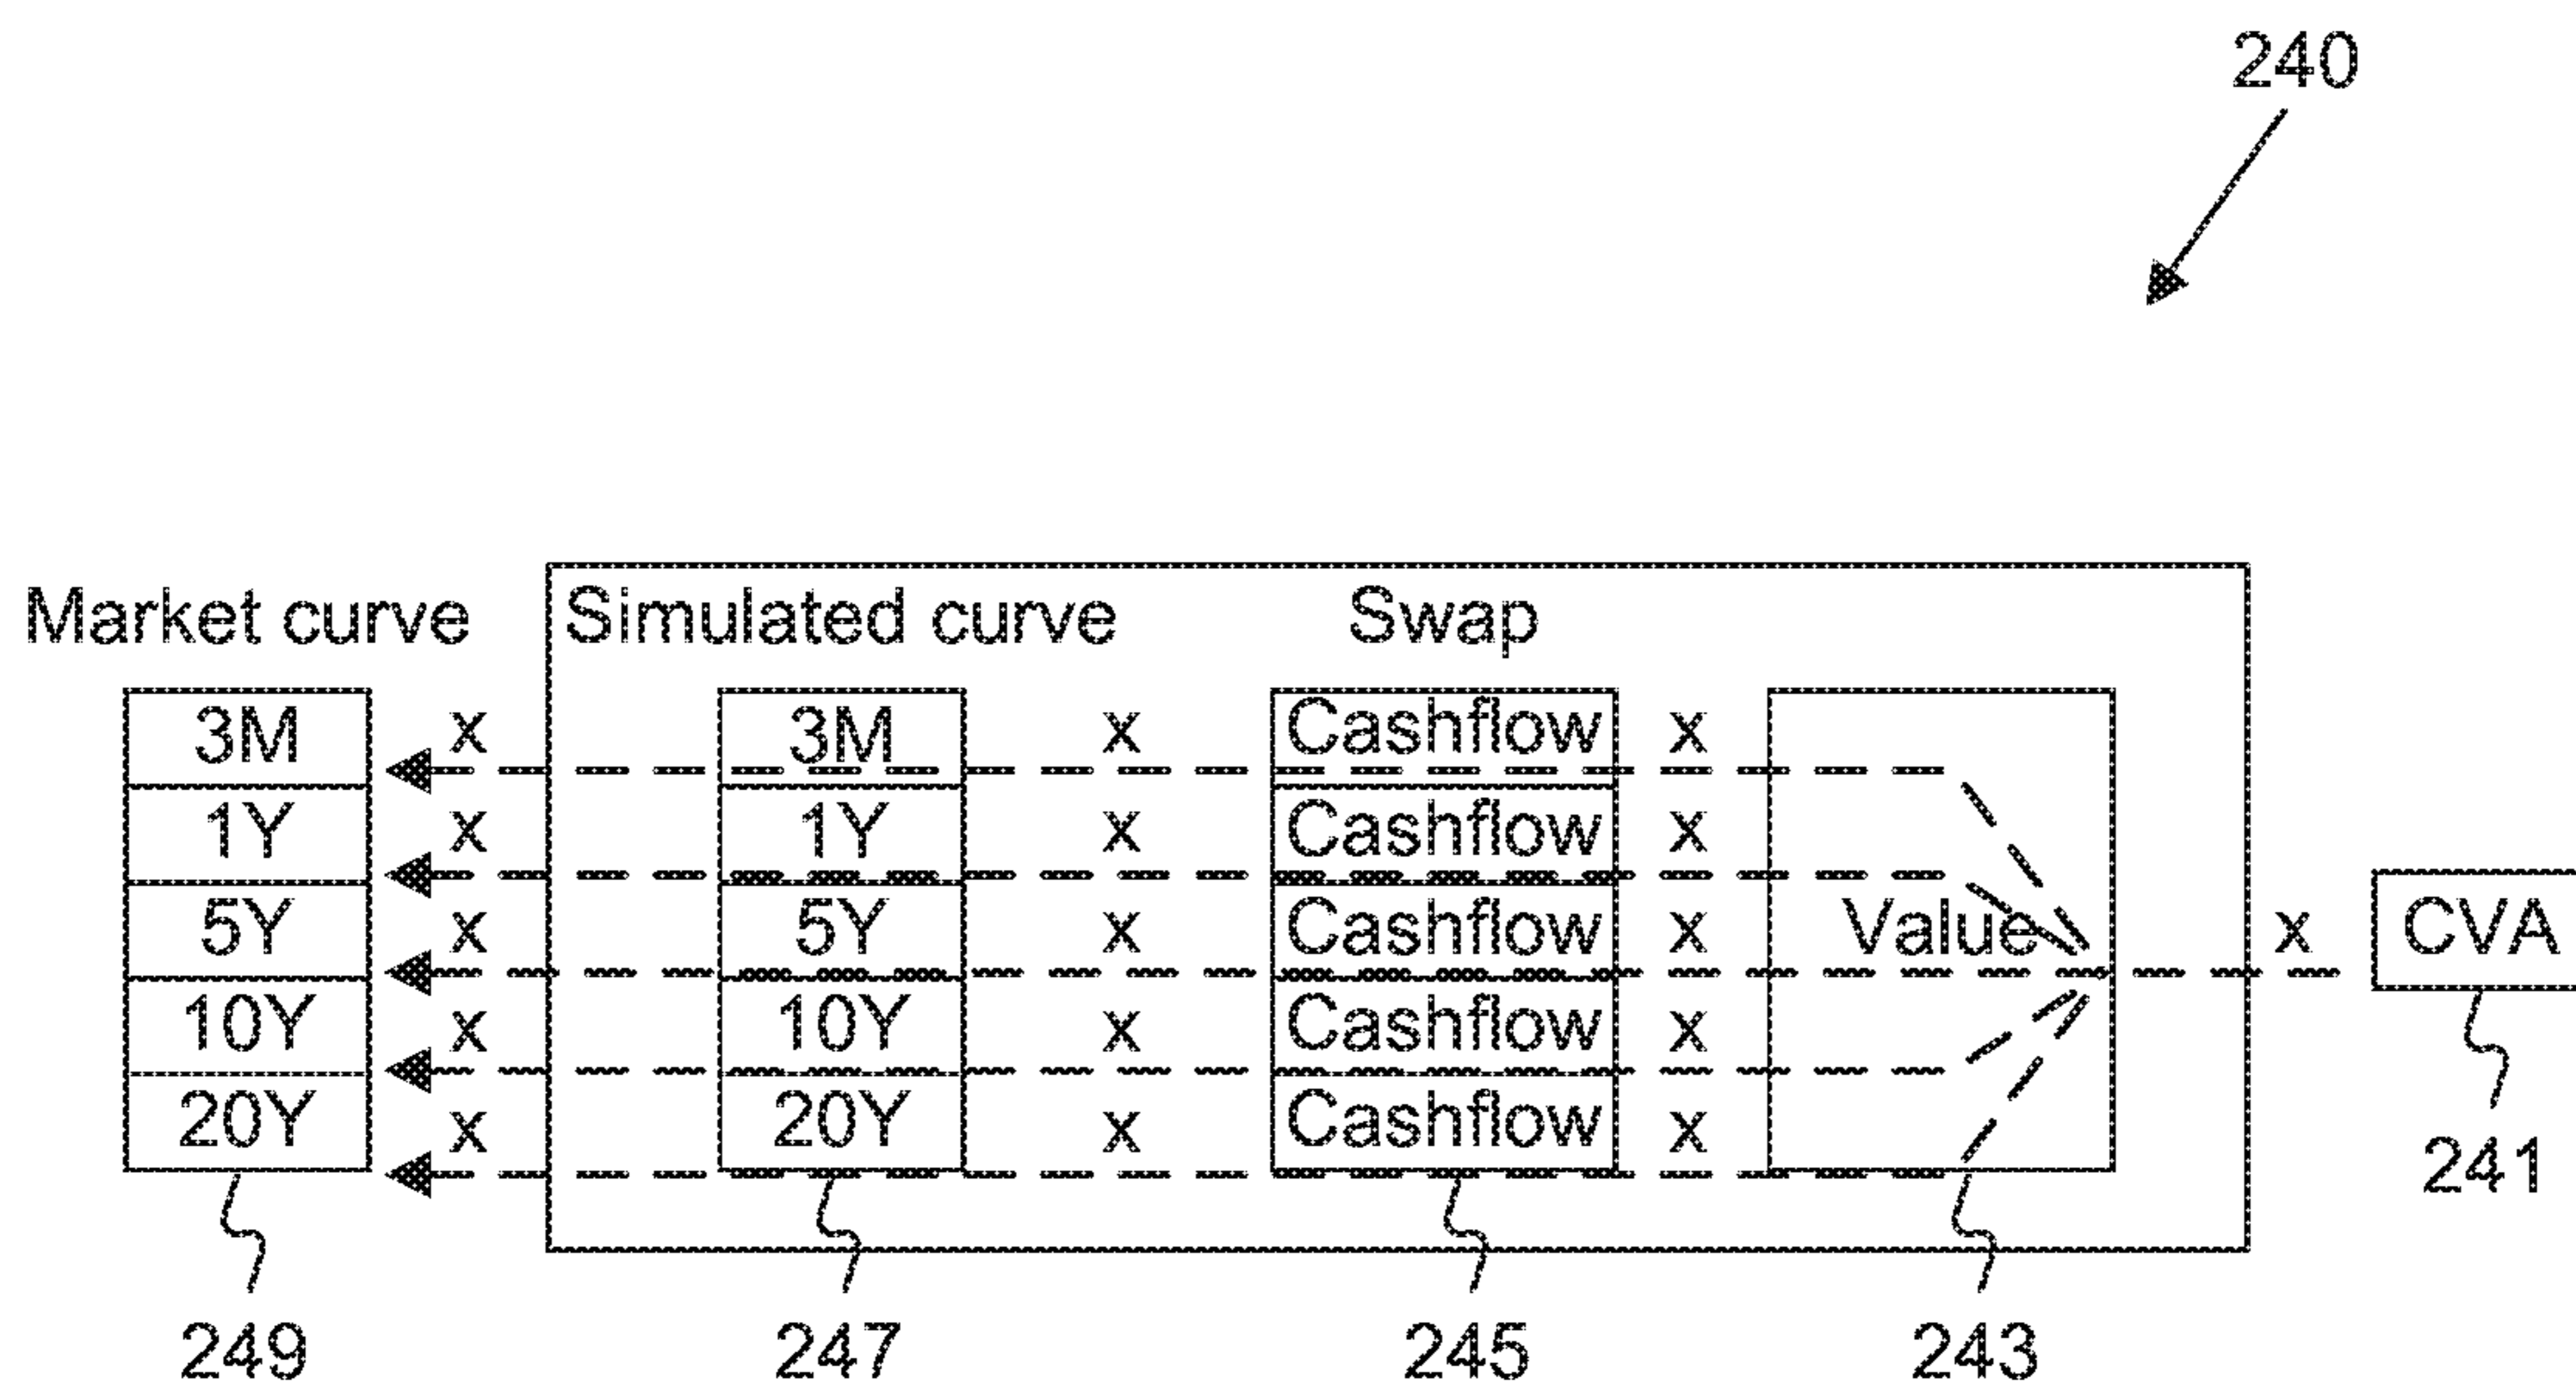 240
Market curve Simulated curve Swap
3M x 3M x Cashflow x
1Y x 1Y x Cashflow x
5Y x 5Y x Cashflow x Value x CVA
10Y x 10Y x Cashflow x
20Y x 20Y x Cashflow x
241
249 247 245 243